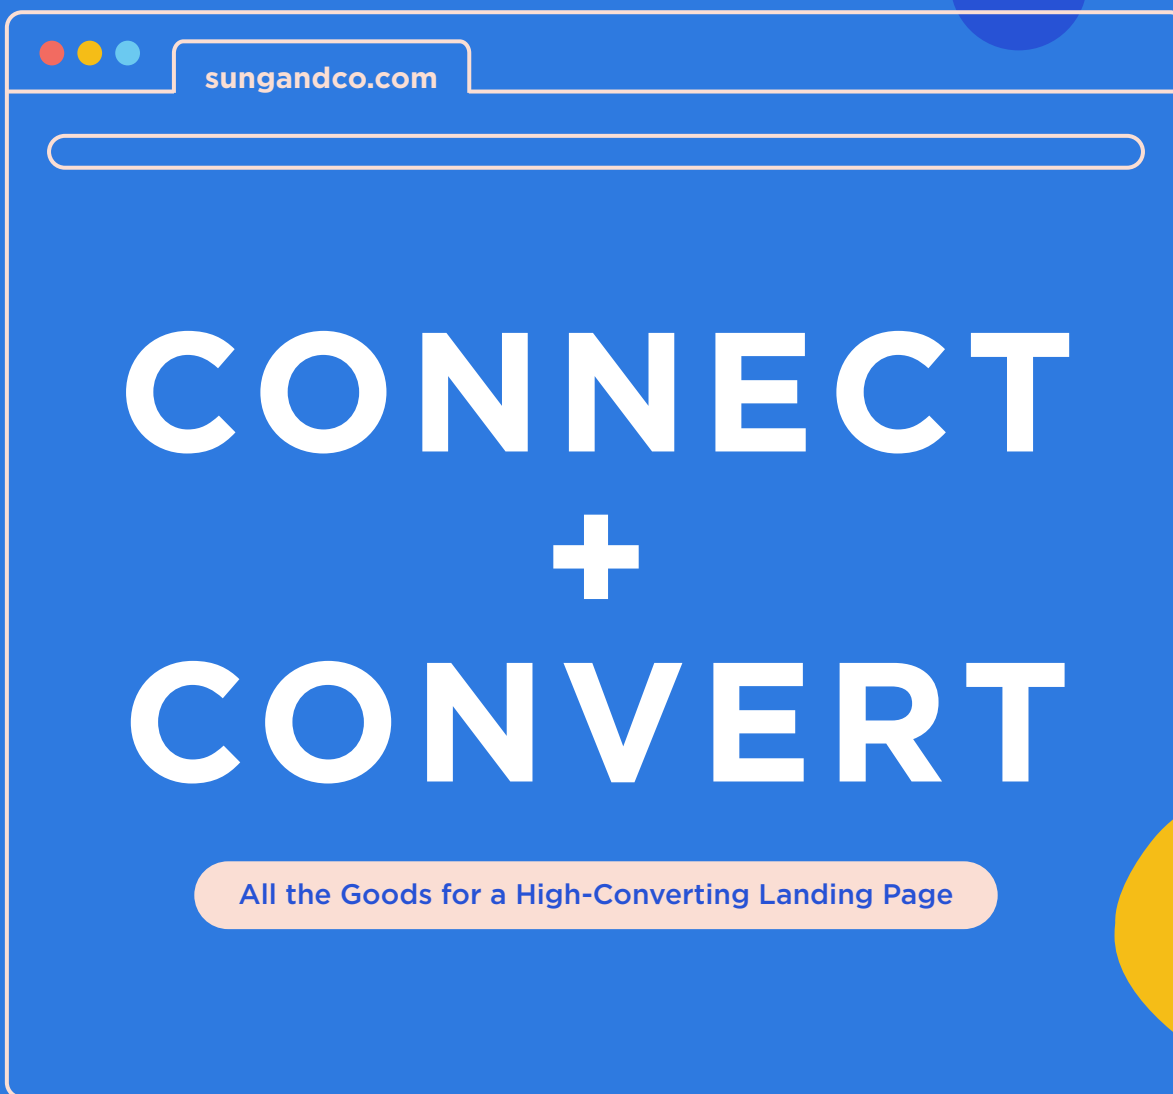 sungandco.com
CONNECT
+
CONVERT
All the Goods for a High-Converting Landing Page